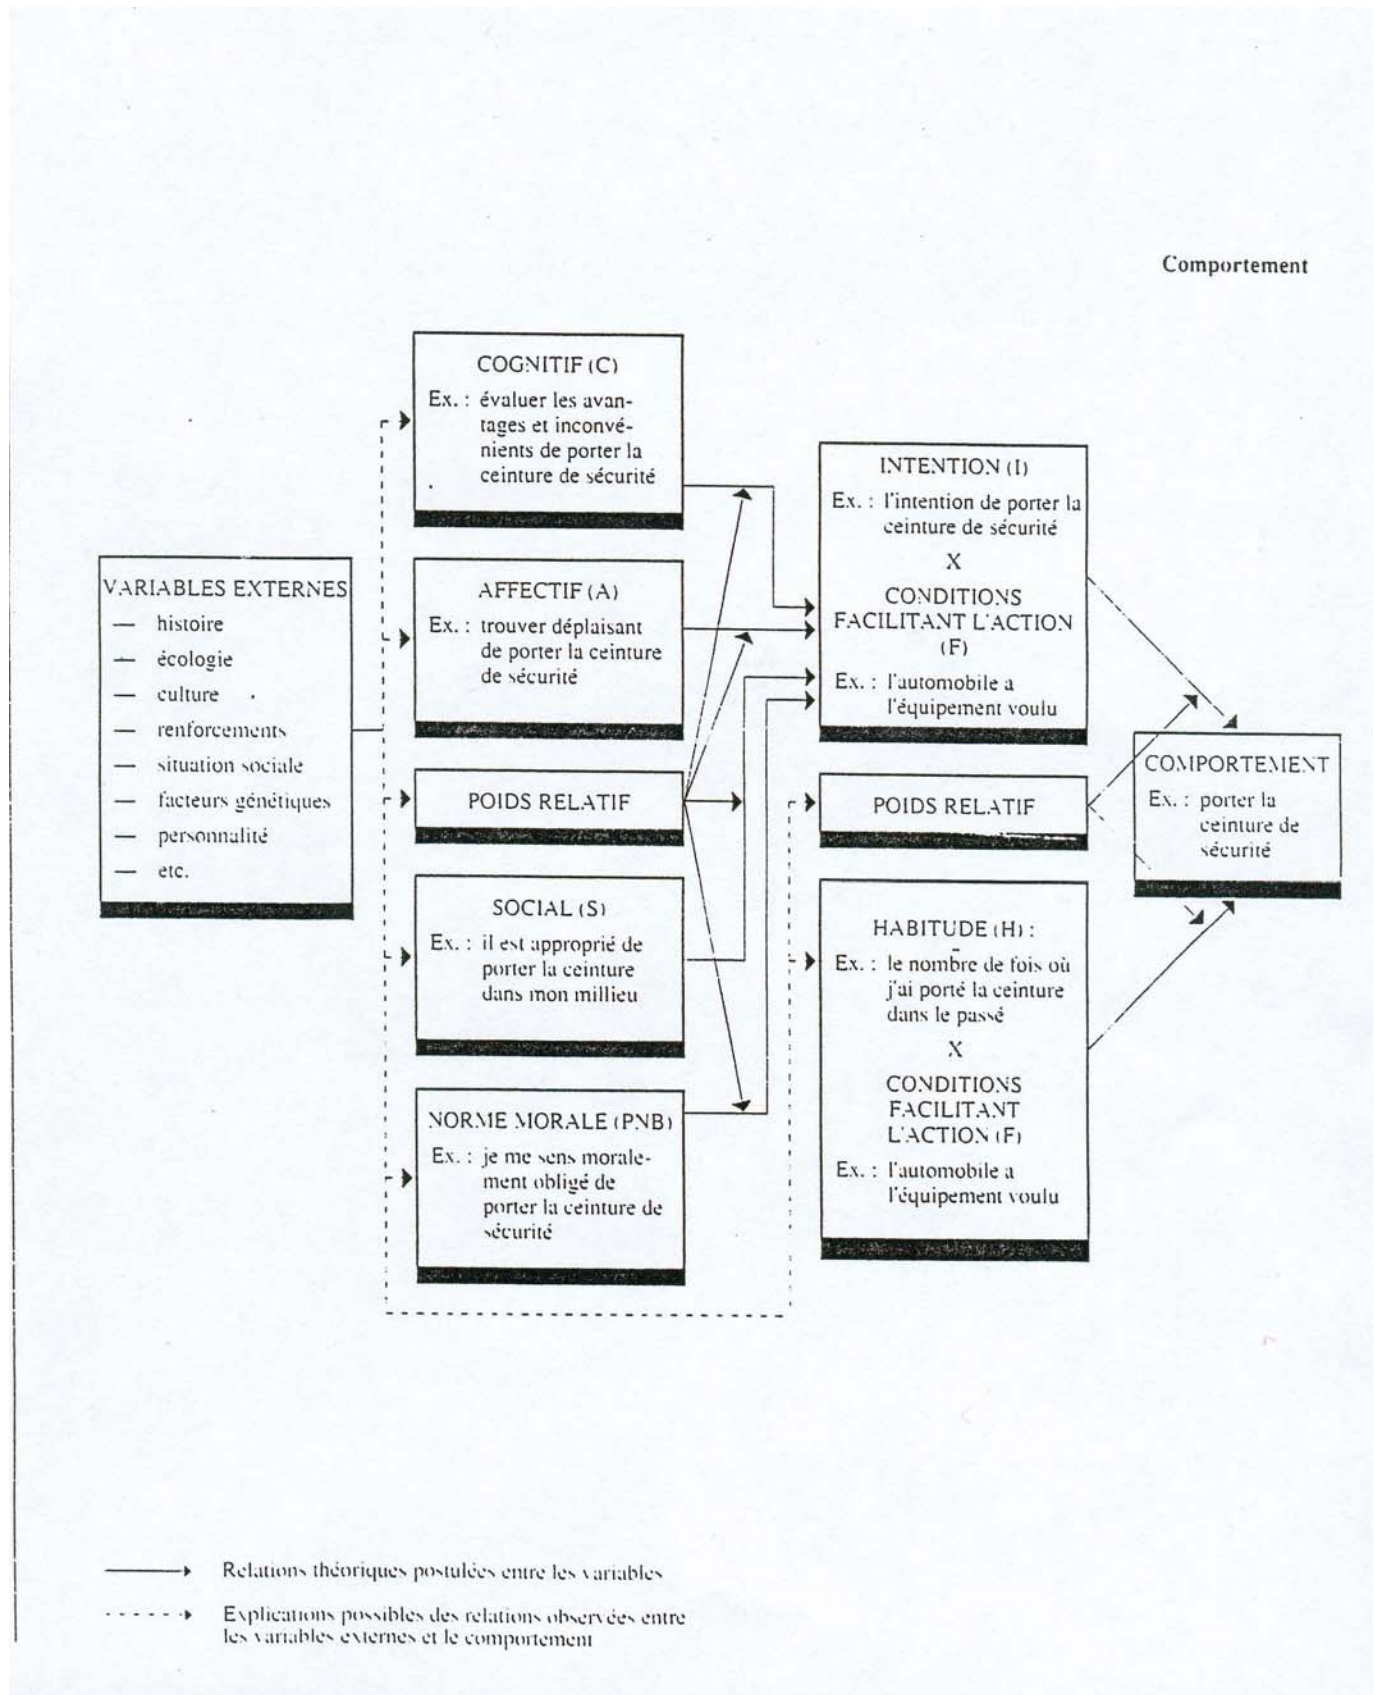 Comportement
COGNITIF (C)
Ex. : évaluer les avan-
tages et inconvé-
nients de porter la
ceinture de sécurité
VARIABLES EXTERNES
— histoire
— écologie
— culture
— renforcements
— situation sociale
— facteurs génétiques
— personnalité
— etc.
AFFECTIF (A)
Ex. : trouver déplaisant
de porter la ceinture
de sécurité
POIDS RELATIF
SOCIAL (S)
Ex. : il est approprié de
porter la ceinture
dans mon millieu
NORME MORALE (PNB)
Ex. : je me sens morale-
ment obligé de
porter la ceinture de
sécurité
INTENTION (I)
Ex. : l'intention de porter la
ceinture de sécurité
X
CONDITIONS
FACILITANT L'ACTION
(F)
Ex. : l'automobile a
l'équipement voulu
POIDS RELATIF
HABITUDE (H) :
Ex. : le nombre de fois où
j'ai porté la ceinture
dans le passé
X
CONDITIONS
FACILITANT
L'ACTION (F)
Ex. : l'automobile a
l'équipement voulu
COMPORTEMENT
Ex. : porter la
ceinture de
sécurité
Relations théoriques postulées entre les variables
Explications possibles des relations observées entre
les variables externes et le comportement